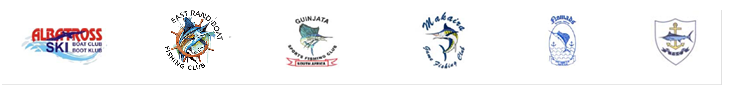 ALBATROSS
SKI BOAT CLUB
BOOT KLUB
EAST RAND BOAT
FISHING CLUB
GUINJATA
SPORTS FISHING CLUB
SOUTH AFRICA
Makaira
Game Fishing Club
Nomads